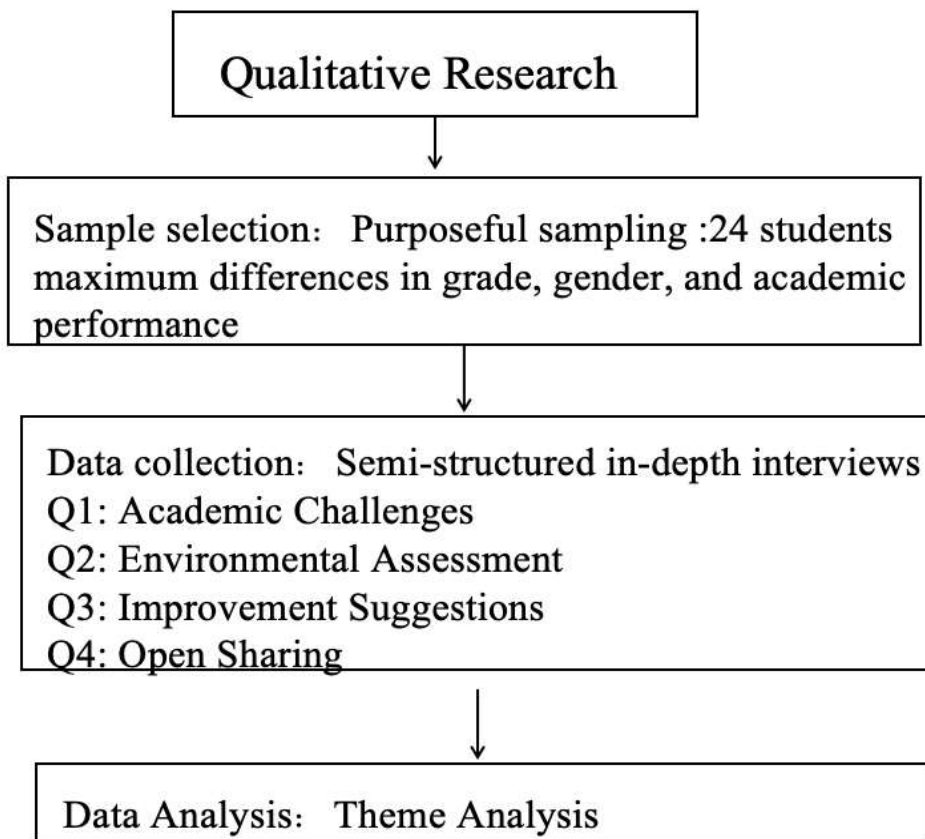 Qualitative Research
Sample selection： Purposeful sampling :24 students
maximum differences in grade, gender, and academic
performance
Data collection： Semi-structured in-depth interviews
Q1: Academic Challenges
Q2: Environmental Assessment
Q3: Improvement Suggestions
Q4: Open Sharing
Data Analysis： Theme Analysis